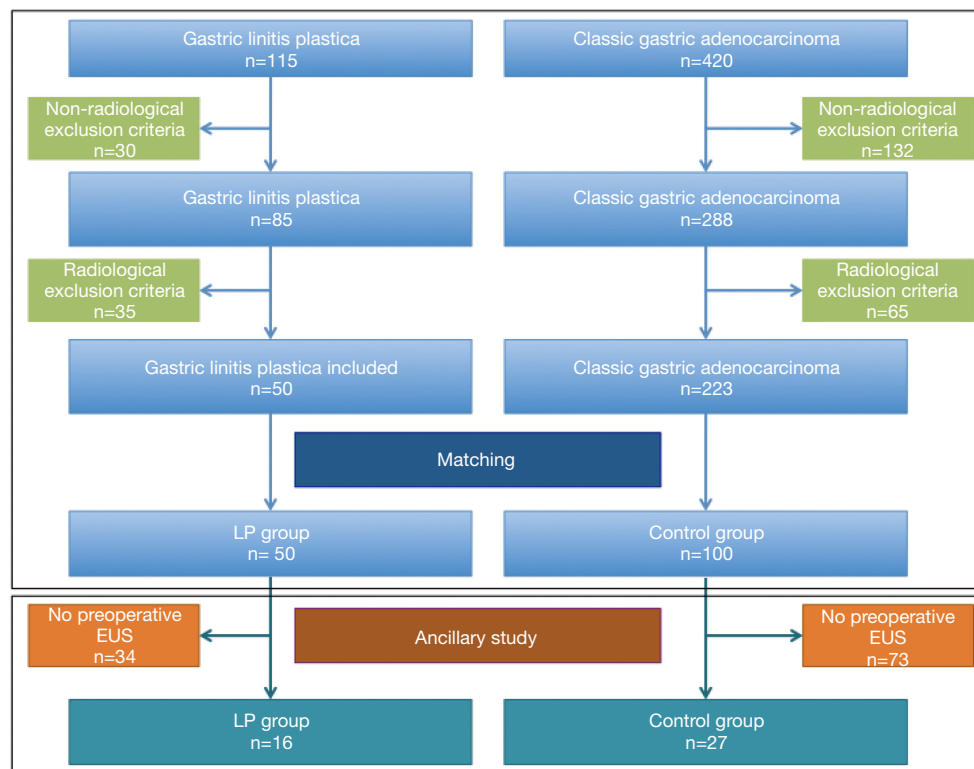 Gastric linitis plastica
n=115
Classic gastric adenocarcinoma
n=420
Non-radiological
exclusion criteria
n=30
Non-radiological
exclusion criteria
n=132
Gastric linitis plastica
n=85
Classic gastric adenocarcinoma
n=288
Radiological
exclusion criteria
n=35
Radiological
exclusion criteria
n=65
Gastric linitis plastica included
n=50
Classic gastric adenocarcinoma
n=223
Matching
LP group
n= 50
Control group
n=100
No preoperative
EUS
n=34
Ancillary study
No preoperative
EUS
n=73
LP group
n=16
Control group
n=27